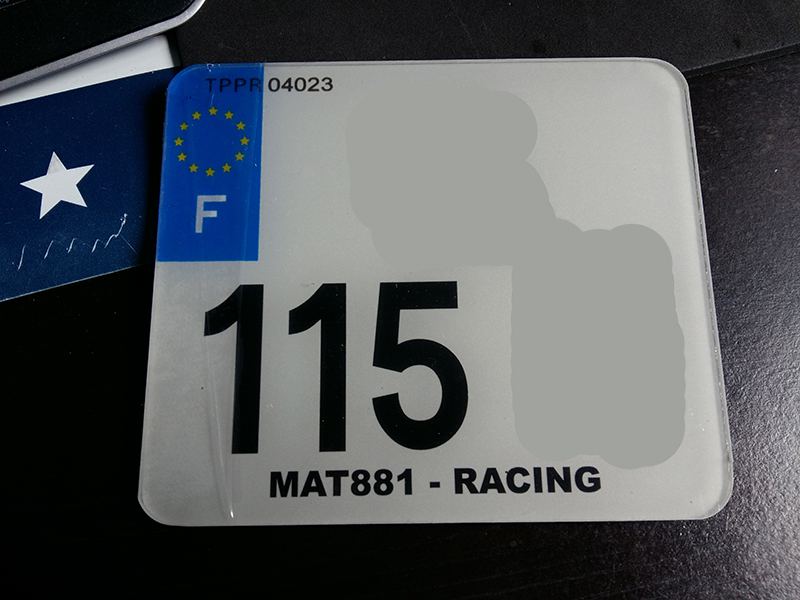 TPPR 04023
F
115
MAT881 - RACING